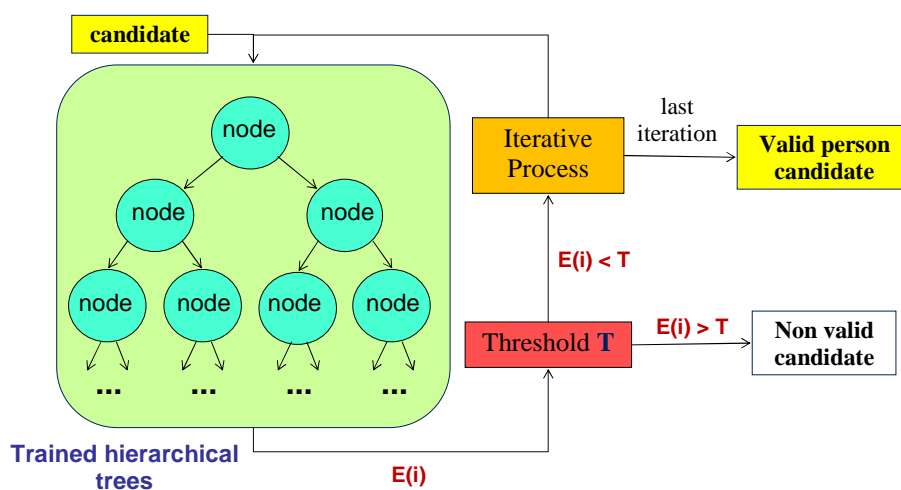 candidate
node
node
node
node
node
node
node
...
...
...
...
Trained hierarchical
trees
E(i)
Threshold T
E(i) > T
Non valid
candidate
E(i) < T
Iterative
Process
last
iteration
Valid person
candidate